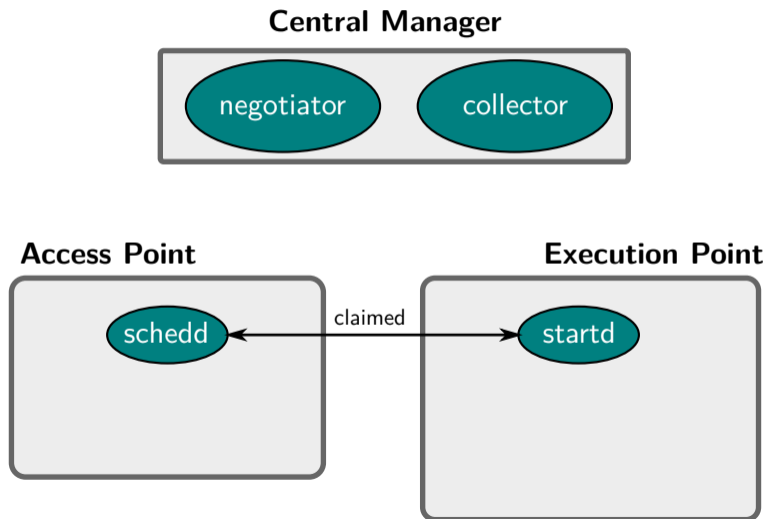 Central Manager
negotiator
collector
Access Point
Execution Point
claimed
schedd
startd